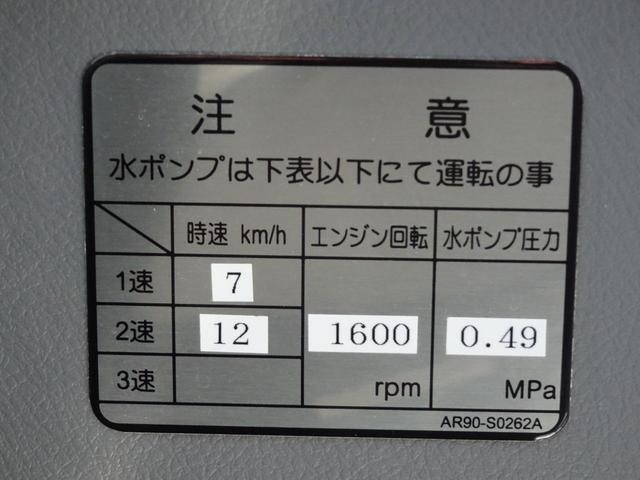 注 意
水ポンプは下表以下にて運転の事
時速 km/h エンジン回転 水ポンプ圧力
1速 7
2速 12 1600 0.49
3速 rpm MPa
AR90-S0262A